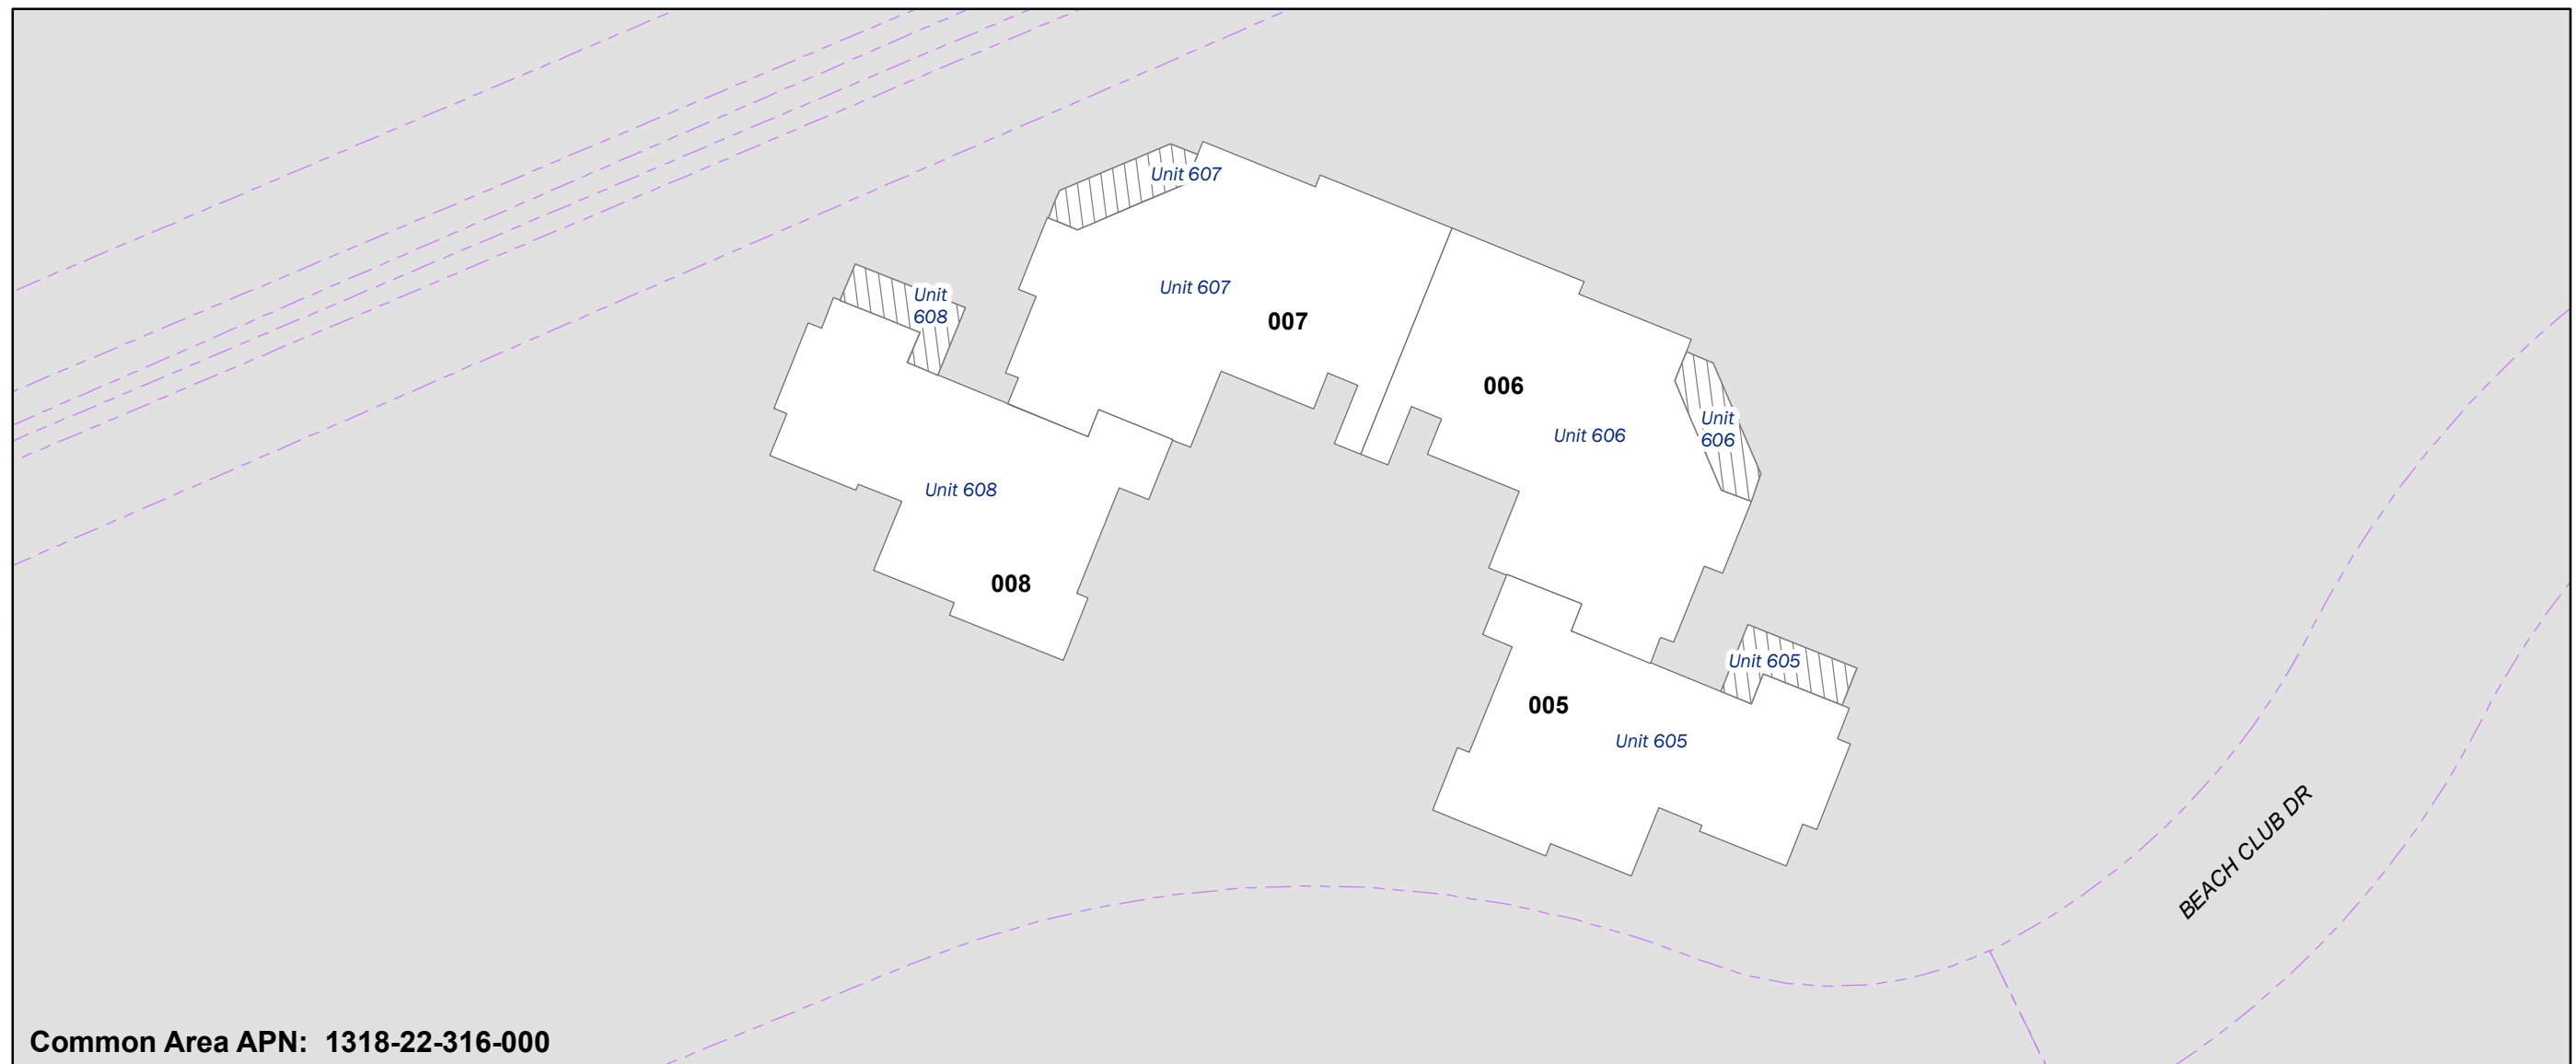 Unit 607
Unit 607
007
Unit
608
Unit 608
008
006
Unit 606
Unit
606
Unit 605
005
Unit 605
BEACH CLUB DR
Common Area APN: 1318-22-316-000